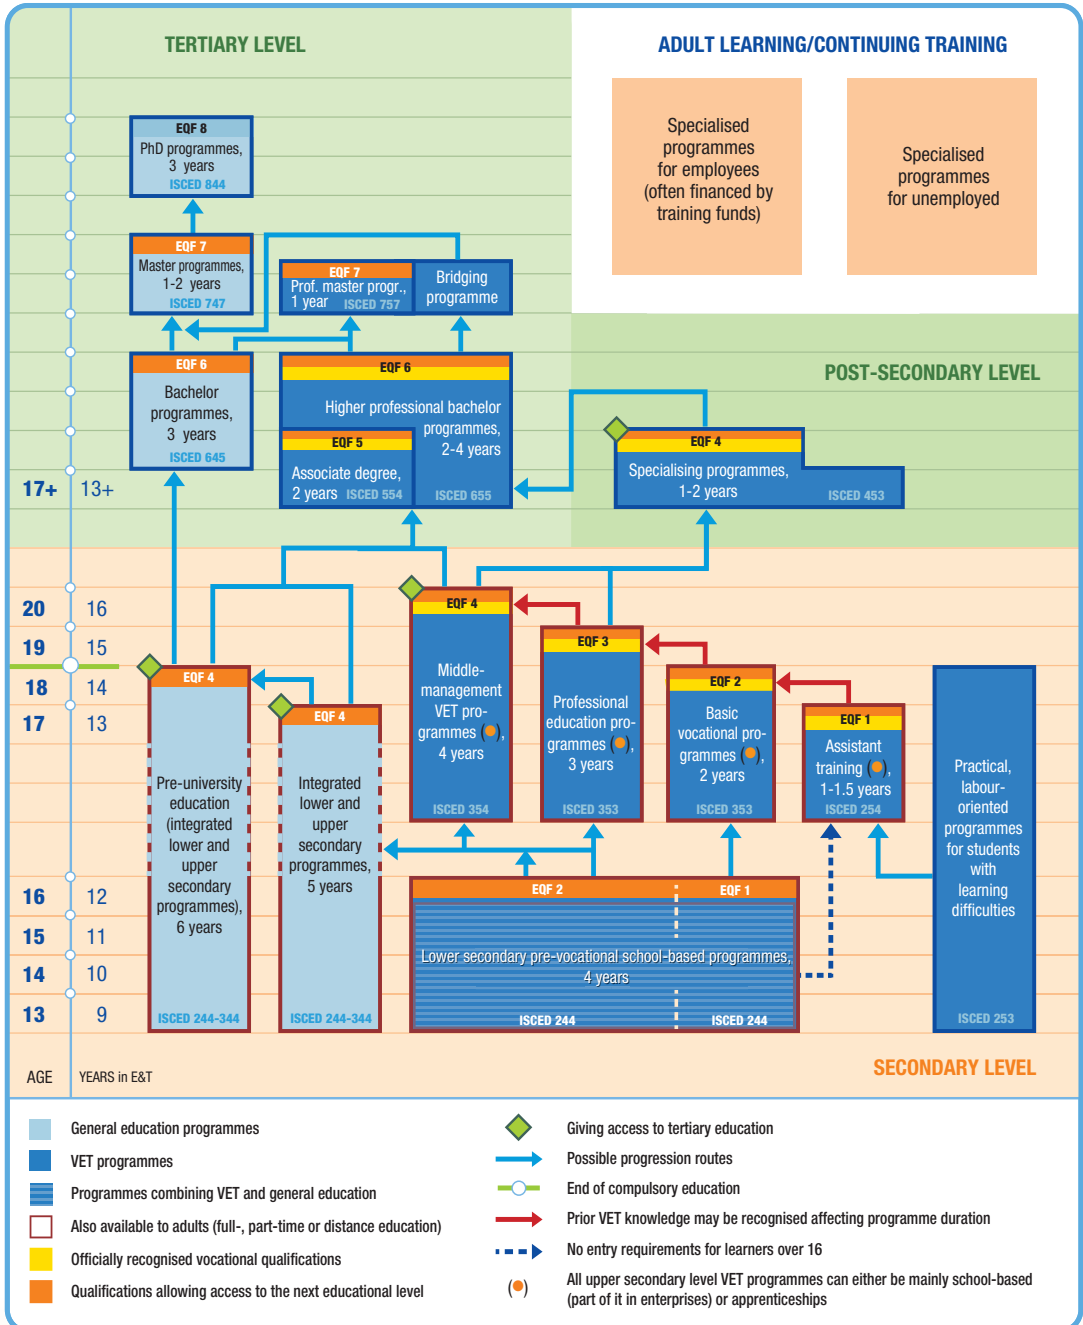 TERTIARY LEVEL
ADULT LEARNING/CONTINUING TRAINING
Specialised
programmes
for employees
(often financed by
training funds)
Specialised
programmes
for unemployed
EQF 8
PhD programmes,
3 years
ISCED 844
EQF 7
Master programmes,
1-2 years
ISCED 747
EQF 7
Prof. master progr.,
1 year ISCED 757
Bridging
programme
POST-SECONDARY LEVEL
EQF 6
Bachelor
programmes,
3 years
ISCED 645
EQF 6
Higher professional bachelor
programmes,
2-4 years
ISCED 655
EQF 5
Associate degree,
2 years ISCED 554
EQF 4
Specialising programmes,
1-2 years
ISCED 453
17+ 13+
20 16
19 15
18 14
17 13
16 12
15 11
14 10
13 9
AGE YEARS in E&T
EQF 4
Pre-university
education
(integrated
lower and
upper
secondary
programmes),
6 years
ISCED 244-344
EQF 4
Integrated
lower and
upper
secondary
programmes,
5 years
ISCED 244-344
EQF 4
Middle-
management
VET pro-
grammes ( ),
4 years
ISCED 354
EQF 3
Professional
education pro-
grammes ( ),
3 years
ISCED 353
EQF 2
Basic
vocational pro-
grammes ( ),
2 years
ISCED 353
EQF 1
Assistant
training ( ),
1-1.5 years
ISCED 254
Practical,
labour-
oriented
programmes
for students
with
learning
difficulties
ISCED 253
EQF 2 EQF 1
Lower secondary pre-vocational school-based programmes,
4 years
ISCED 244 ISCED 244
SECONDARY LEVEL
General education programmes
VET programmes
Programmes combining VET and general education
Also available to adults (full-, part-time or distance education)
Officially recognised vocational qualifications
Qualifications allowing access to the next educational level
Giving access to tertiary education
Possible progression routes
End of compulsory education
Prior VET knowledge may be recognised affecting programme duration
No entry requirements for learners over 16
( ) All upper secondary level VET programmes can either be mainly school-based
(part of it in enterprises) or apprenticeships